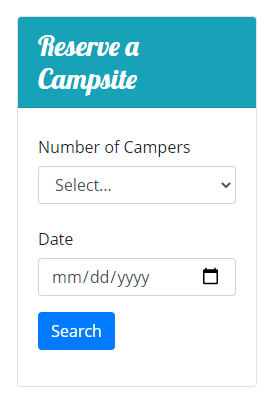 Reserve a
Campsite
Number of Campers
Select...
Date
mm/dd/yyyy
Search